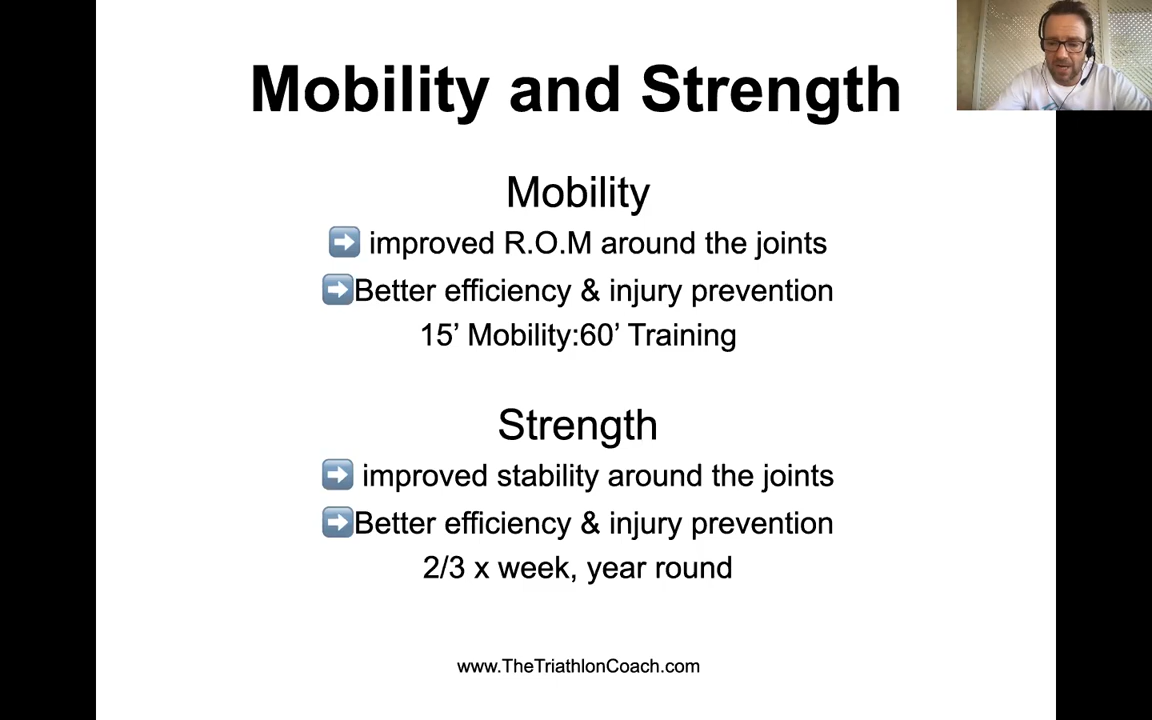 Mobility and Strength
Mobility
➡️ improved R.O.M around the joints
➡️Better efficiency & injury prevention
15’ Mobility:60’ Training
Strength
➡️ improved stability around the joints
➡️Better efficiency & injury prevention
2/3 x week, year round
www.TheTriathlonCoach.com